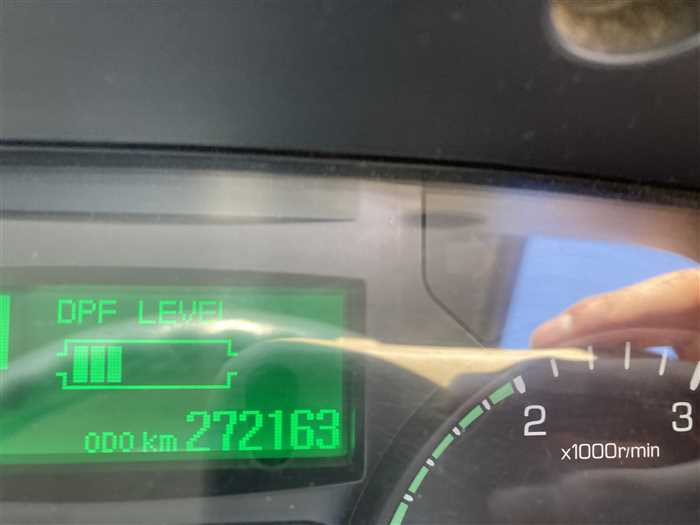 DPF LEVEL
ODO km 272163
2 3
x1000r/min